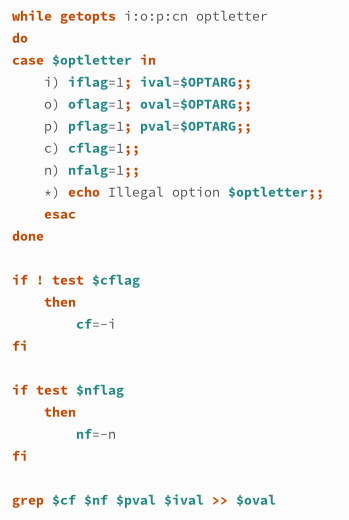 while getopts i:o:p:cn optletter
do
case $optletter in
    i) iflag=1; ival=$OPTARG;;
    o) oflag=1; oval=$OPTARG;;
    p) pflag=1; pval=$OPTARG;;
    c) cflag=1;;
    n) nfalg=1;;
    *) echo Illegal option $optletter;;
    esac
done

if ! test $cflag
    then
        cf=-i
fi

if test $nflag
    then
        nf=-n
fi

grep $cf $nf $pval $ival >> $oval